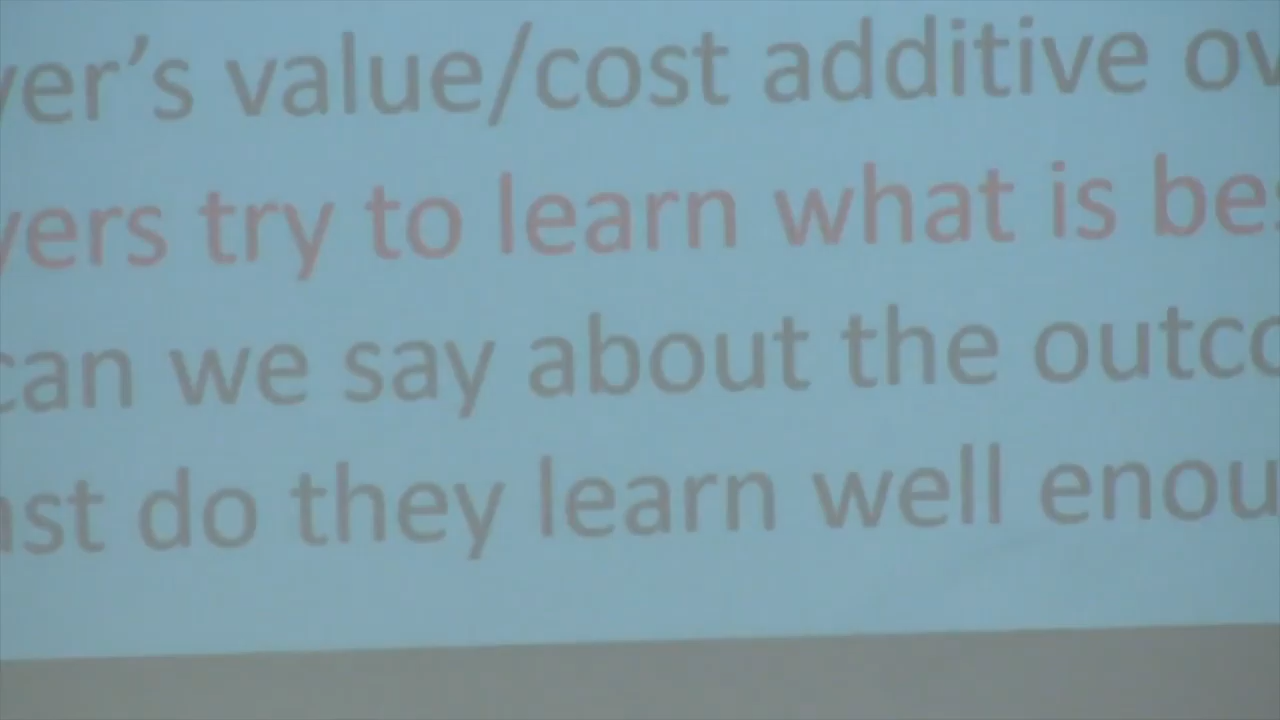 yer's value/cost additive ov
yers try to learn what is bes
can we say about the outco
ast do they learn well enou